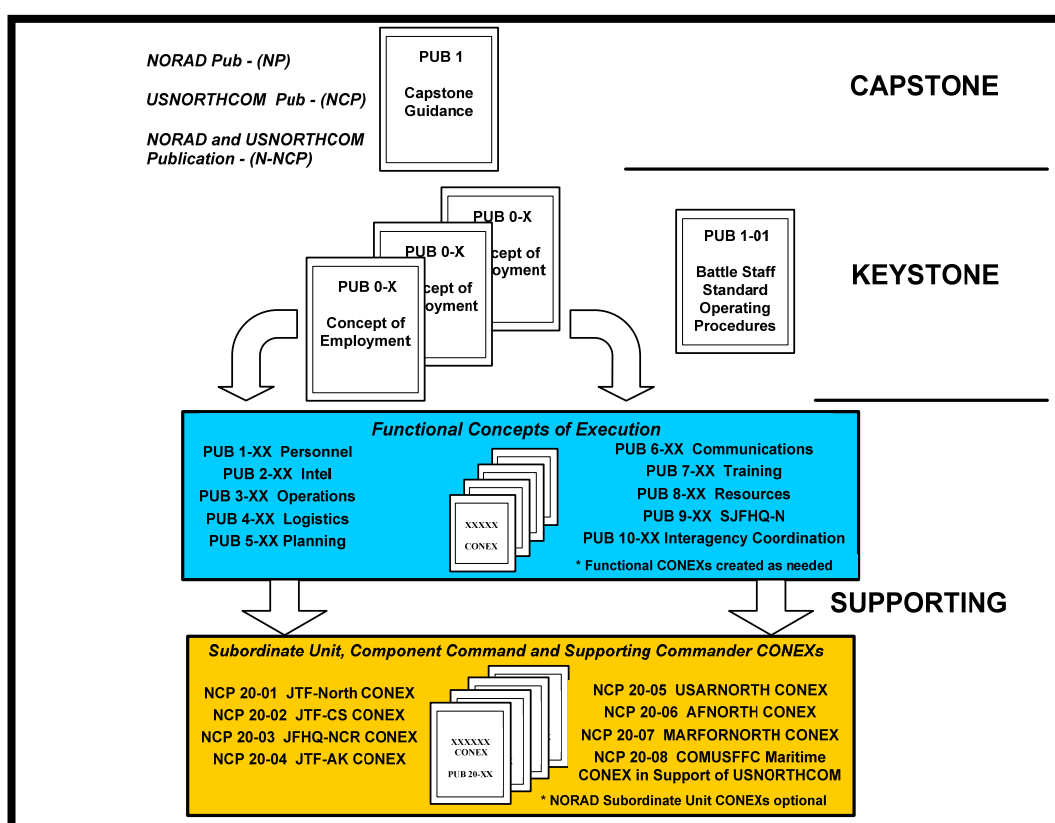 NORAD Pub - (NP)
USNORTHCOM Pub - (NCP)
NORAD and USNORTHCOM
Publication - (N-NCP)
PUB 1
Capstone
Guidance
CAPSTONE
PUB 0-X
cept of
oyment
PUB 0-X
cept of
oyment
PUB 0-X
Concept of
Employment
PUB 1-01
Battle Staff
Standard
Operating
Procedures
KEYSTONE
Functional Concepts of Execution
PUB 1-XX Personnel
PUB 2-XX Intel
PUB 3-XX Operations
PUB 4-XX Logistics
PUB 5-XX Planning
XXXXX
CONEX
PUB 6-XX Communications
PUB 7-XX Training
PUB 8-XX Resources
PUB 9-XX SJFHQ-N
PUB 10-XX Interagency Coordination
* Functional CONEXs created as needed
SUPPORTING
Subordinate Unit, Component Command and Supporting Commander CONEXs
NCP 20-01 JTF-North CONEX
NCP 20-02 JTF-CS CONEX
NCP 20-03 JFHQ-NCR CONEX
NCP 20-04 JTF-AK CONEX
XXXXXX
CONEX
PUB 20-XX
NCP 20-05 USARNORTH CONEX
NCP 20-06 AFNORTH CONEX
NCP 20-07 MARFORNORTH CONEX
NCP 20-08 COMUSFFC Maritime
CONEX in Support of USNORTHCOM
* NORAD Subordinate Unit CONEXs optional